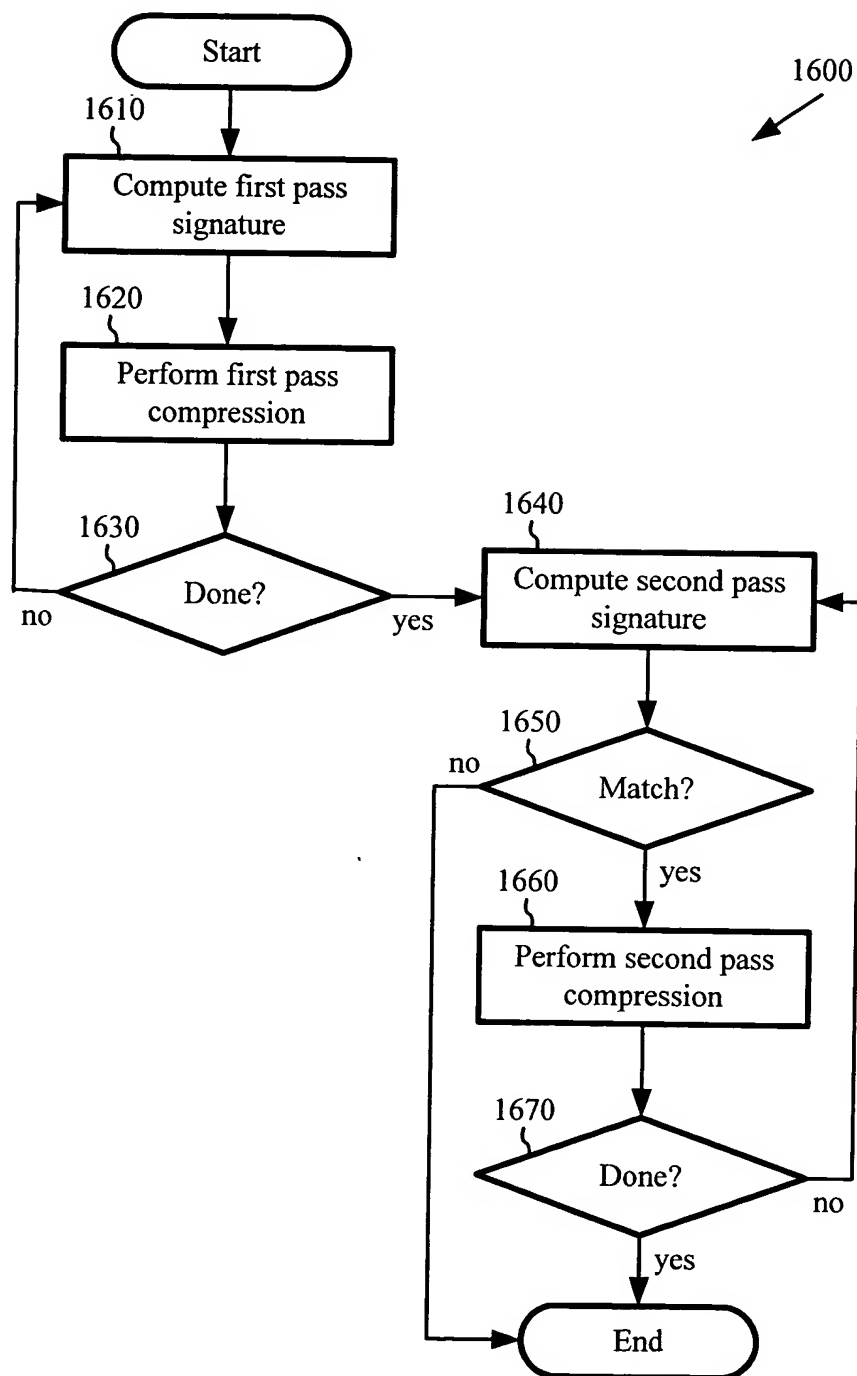 Start
1600
1610
Compute first pass
signature
1620
Perform first pass
compression
1630
Done?
no
yes
1640
Compute second pass
signature
1650
no
Match?
yes
1660
Perform second pass
compression
1670
Done?
no
yes
End